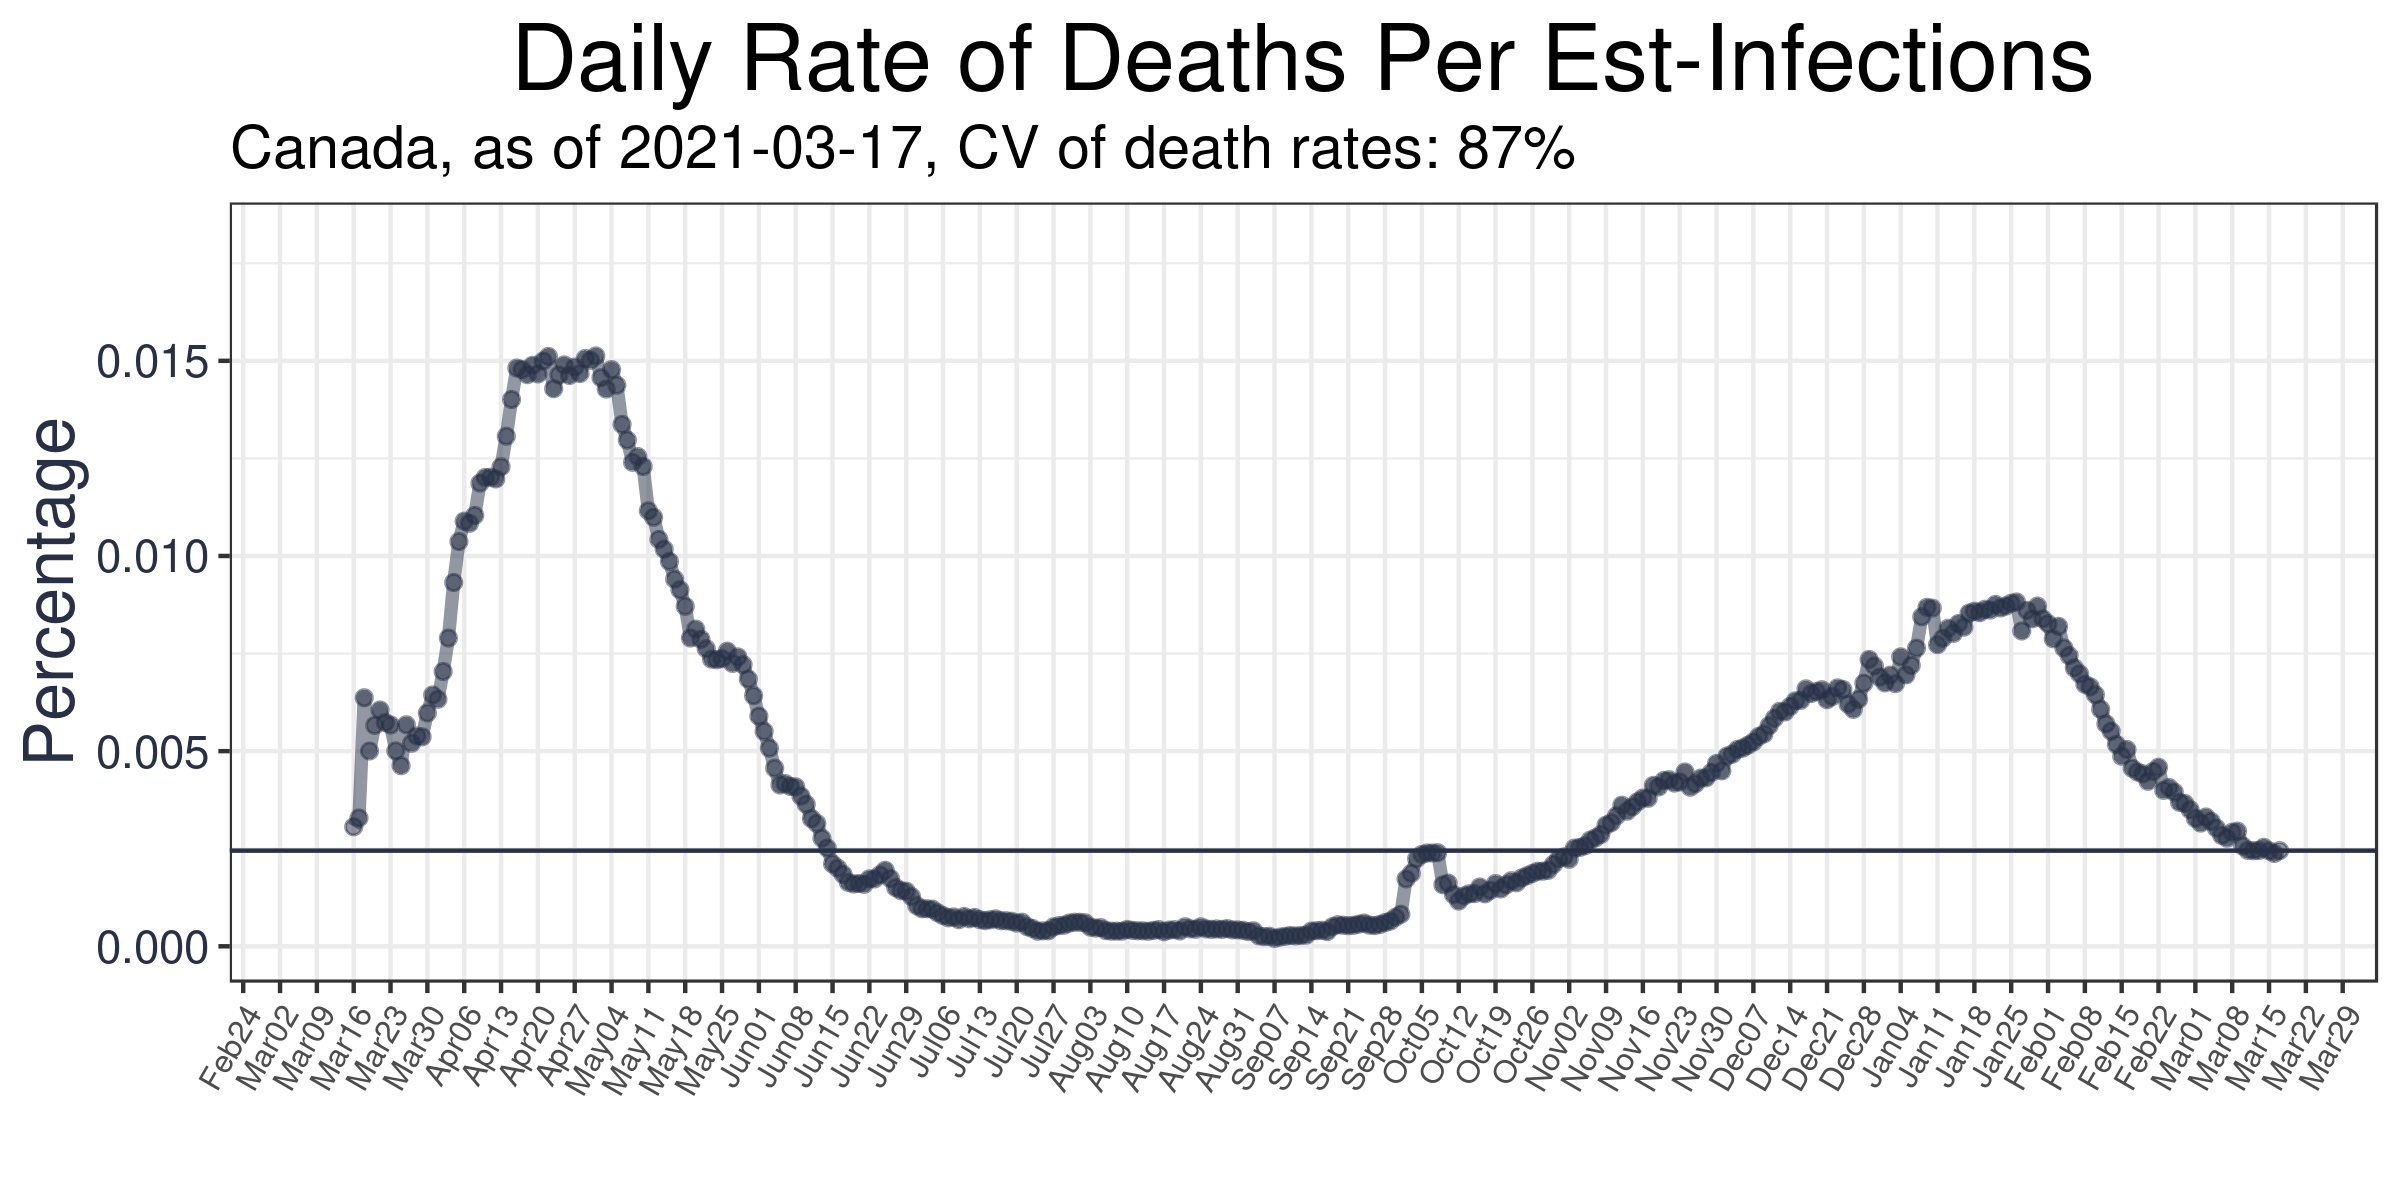 Daily Rate of Deaths Per Est-Infections
Canada, as of 2021-03-17, CV of death rates: 87%
Percentage
0.015
0.010
0.005
0.000
Feb24
Mar02
Mar09
Mar16
Mar23
Mar30
Apr06
Apr13
Apr20
Apr27
May04
May11
May18
May25
Jun01
Jun08
Jun15
Jun22
Jun29
Jul06
Jul13
Jul20
Jul27
Aug03
Aug10
Aug17
Aug24
Aug31
Sep07
Sep14
Sep21
Sep28
Oct05
Oct12
Oct19
Oct26
Nov02
Nov09
Nov16
Nov23
Nov30
Dec07
Dec14
Dec21
Dec28
Jan04
Jan11
Jan18
Jan25
Feb01
Feb08
Feb15
Feb22
Mar01
Mar08
Mar15
Mar22
Mar29